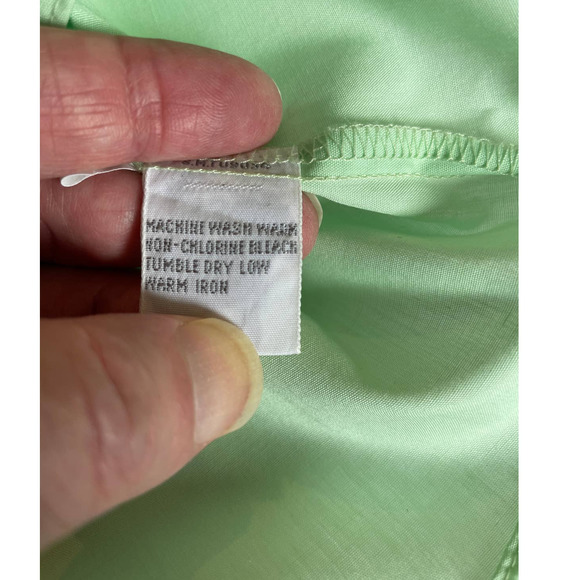 MACHINE WASH WARM
NON-CHLORINE BLEACH
TUMBLE DRY LOW
WARM IRON